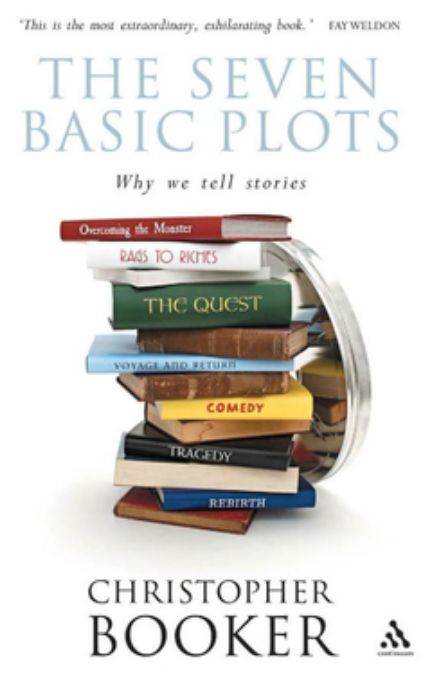 "This is the most extraordinary, exhilarating book." FAY WELDON
THE SEVEN
BASIC PLOTS
Why we tell stories
Overcoming the Monster
RAGS TO RICHES
THE QUEST
VOYAGE AND RETURN
COMEDY
TRAGEDY
REBIRTH
CHRISTOPHER
BOOKER
continuum